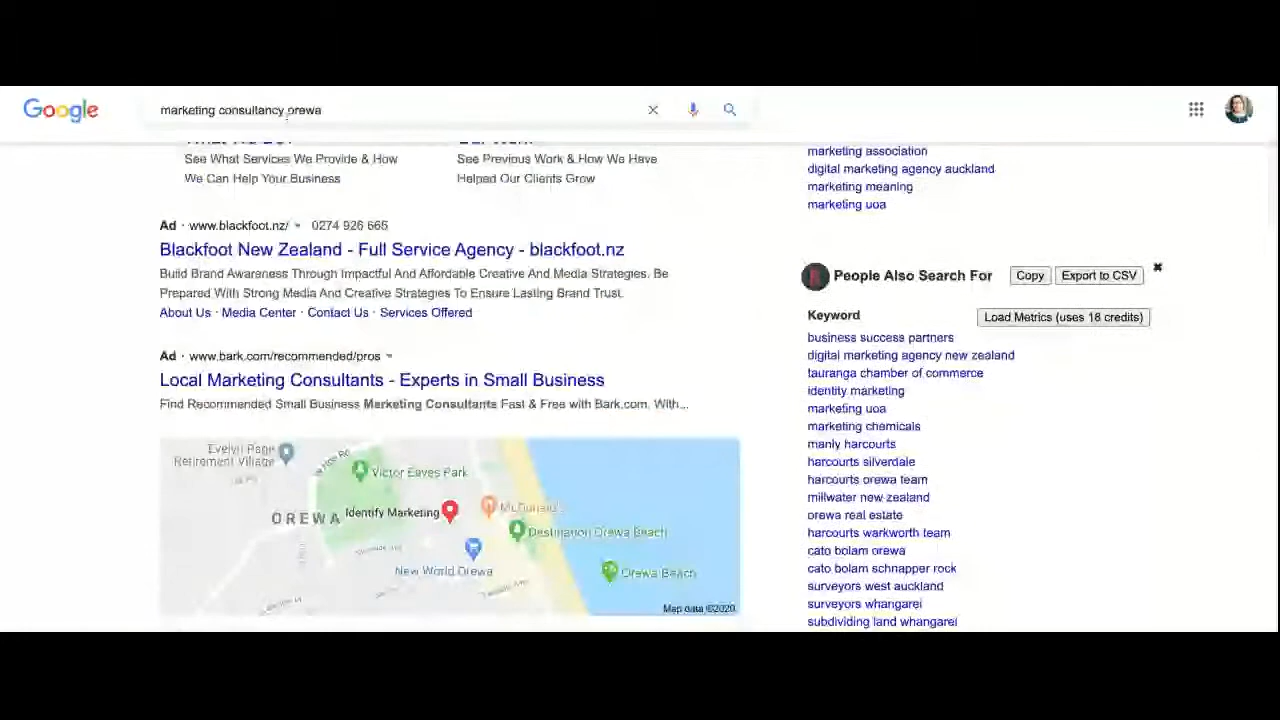 Google
marketing consultancy orewa
See What Services We Provide & How
We Can Help Your Business
See Previous Work & How We Have
Helped Our Clients Grow
Ad · www.blackfoot.nz/ 0274 926 665
Blackfoot New Zealand - Full Service Agency - blackfoot.nz
Build Brand Awareness Through Impactful And Affordable Creative And Media Strategies. Be
Prepared With Strong Media And Creative Strategies To Ensure Lasting Brand Trust.
About Us · Media Center · Contact Us · Services Offered
Ad · www.bark.com/recommended/pros
Local Marketing Consultants - Experts in Small Business
Find Recommended Small Business Marketing Consultants Fast & Free with Bark.com. With...
Evelyn Page
Retirement Village
Victor Eaves Park
OREWA
Identify Marketing
McDonald's
Destination Orewa Beach
New World Orewa
Orewa Beach
Map data ©2020
marketing association
digital marketing agency auckland
marketing meaning
marketing uoa
People Also Search For
Copy
Export to CSV
Keyword
Load Metrics (uses 18 credits)
business success partners
digital marketing agency new zealand
tauranga chamber of commerce
identity marketing
marketing uoa
marketing chemicals
manly harcourts
harcourts silverdale
harcourts orewa team
millwater new zealand
orewa real estate
harcourts warkworth team
cato bolam orewa
cato bolam schnapper rock
surveyors west auckland
surveyors whangarei
subdividing land whangarei